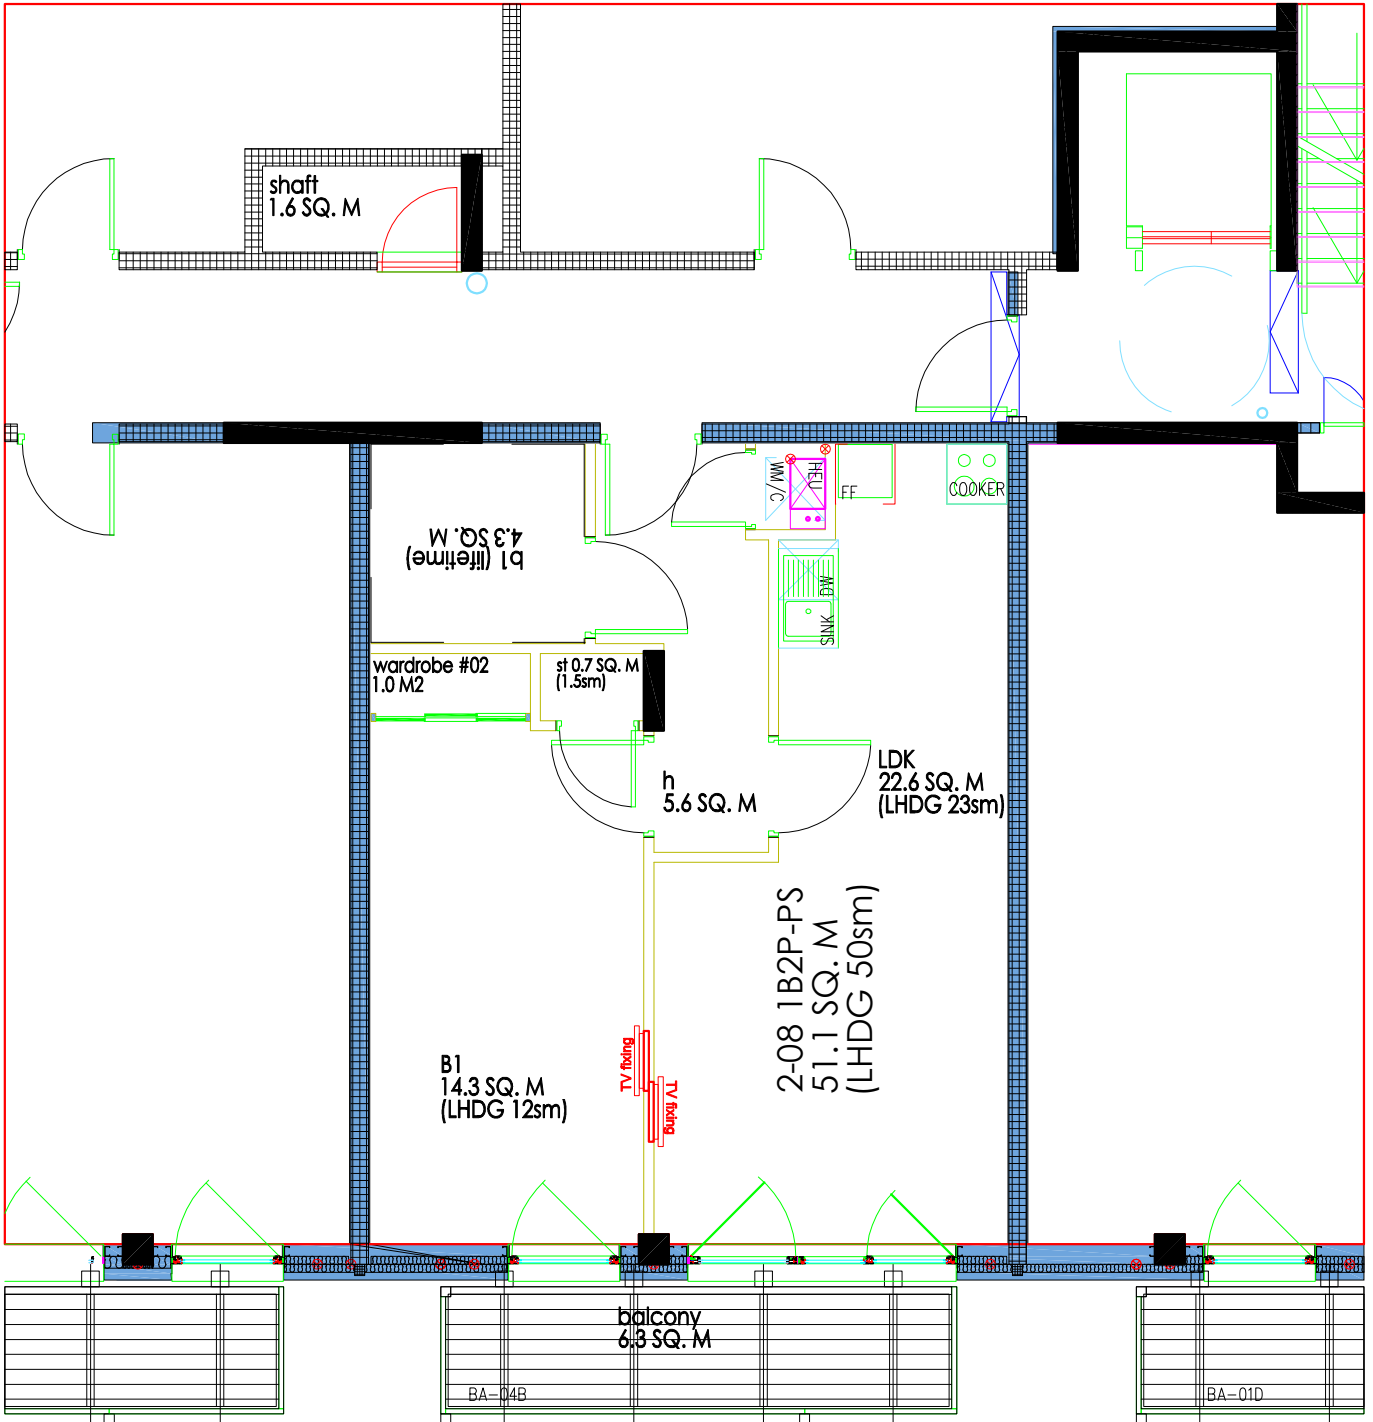 shaft
1.6 SQ. M
WM/C
HEU
FF
COOKER
b1 (lifetime)
4.3 SQ. M
DW
SINK
wardrobe #02
1.0 M2
st 0.7 SQ. M
(1.5sm)
h
5.6 SQ. M
LDK
22.6 SQ. M
(LHDG 23sm)
2-08 1B2P-PS
51.1 SQ. M
(LHDG 50sm)
B1
14.3 SQ. M
(LHDG 12sm)
TV fixing
TV fixing
balcony
6.3 SQ. M
BA-04B
BA-01D